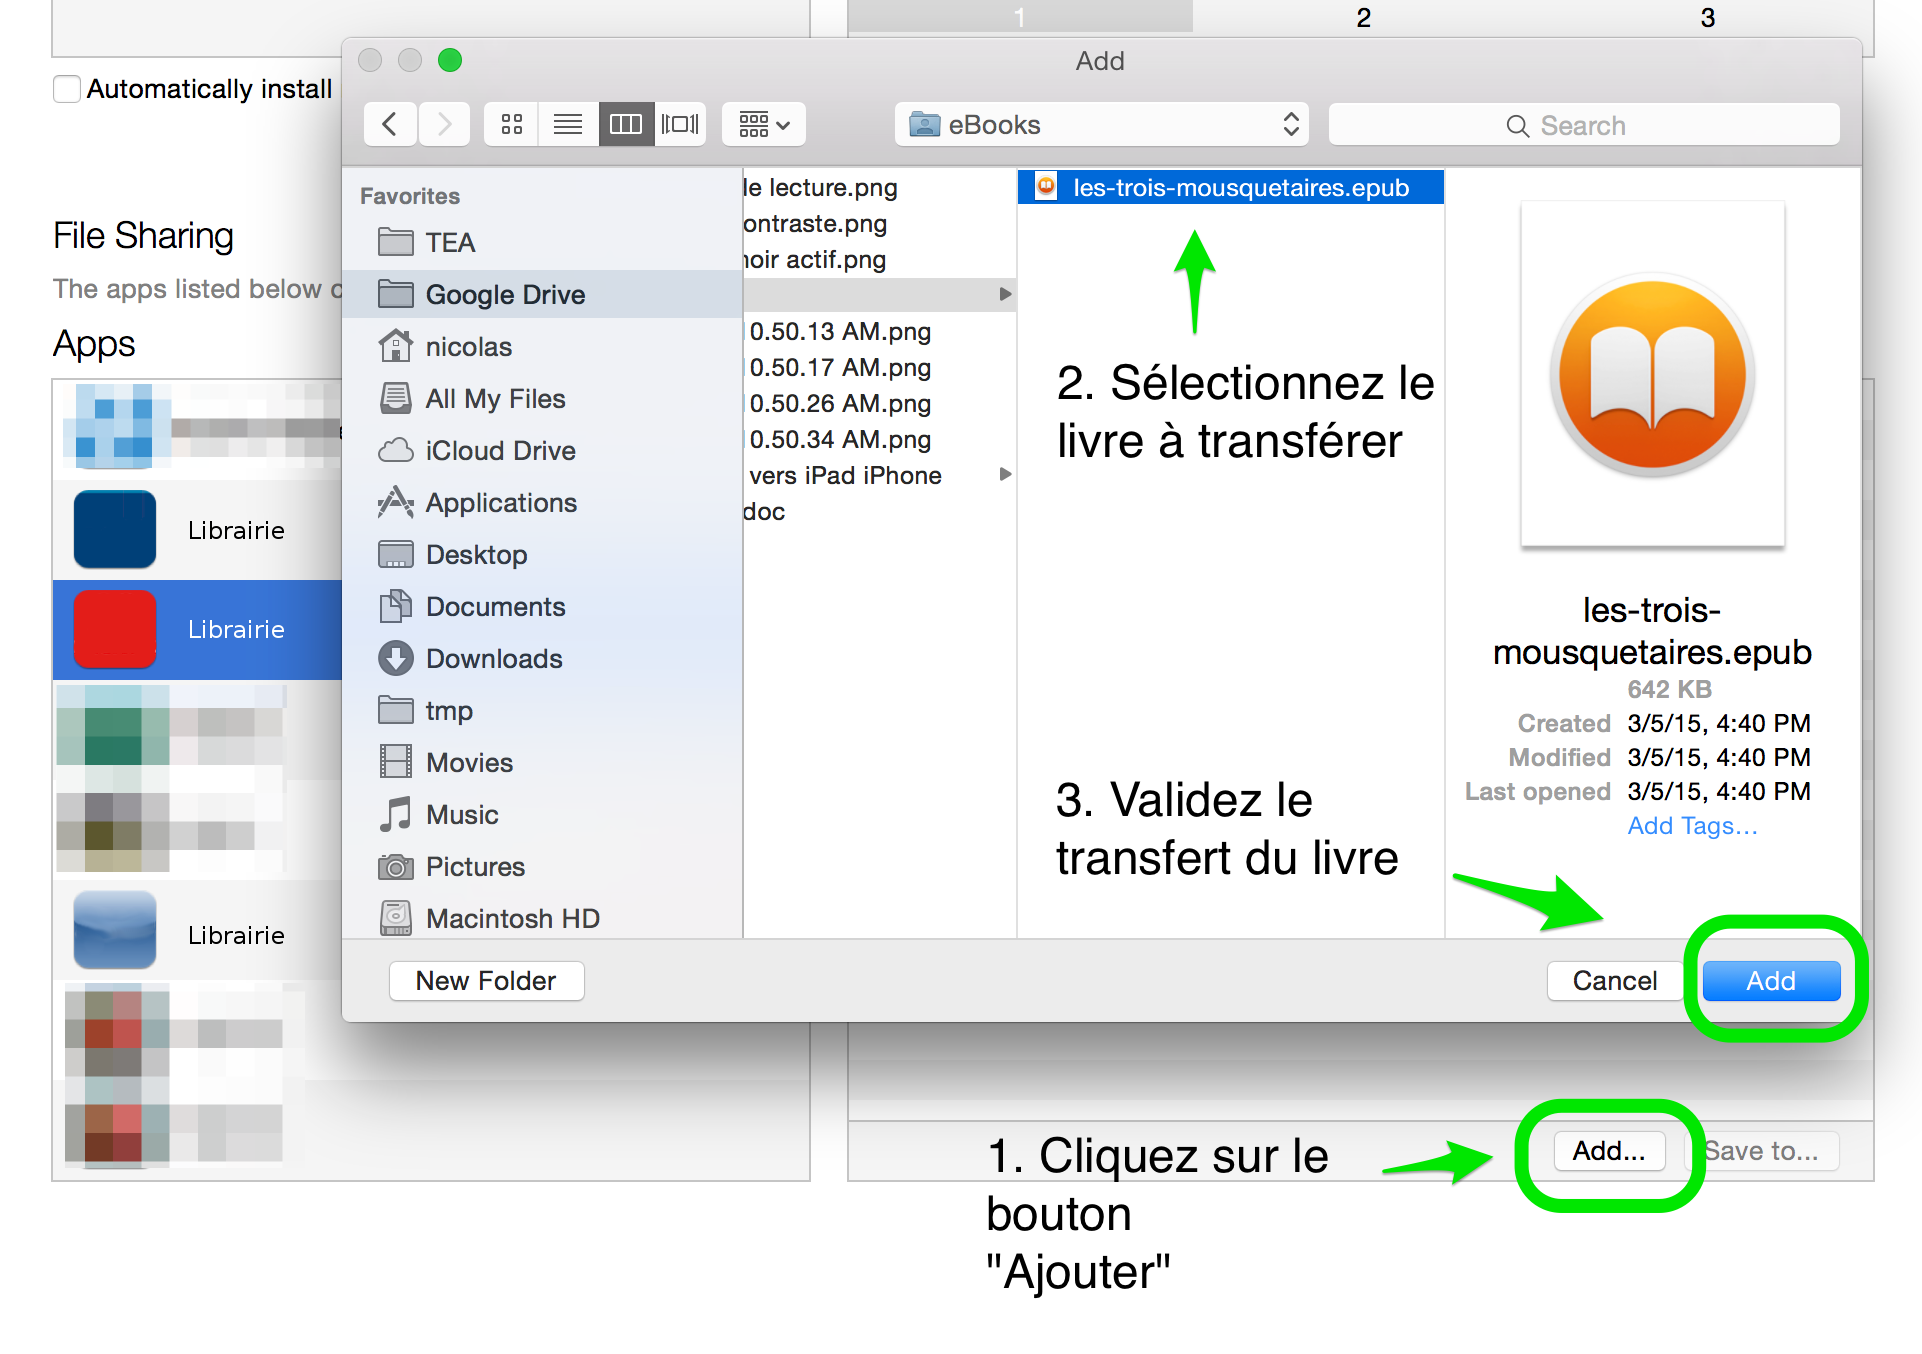 1
2
3
Automatically install
File Sharing
The apps listed below
Apps
Librairie
Librairie
Librairie
Add
eBooks
Search
Favorites
TEA
Google Drive
nicolas
All My Files
iCloud Drive
Applications
Desktop
Documents
Downloads
tmp
Movies
Music
Pictures
Macintosh HD
le lecture.png
ontraste.png
noir actif.png
0.50.13 AM.png
0.50.17 AM.png
0.50.26 AM.png
0.50.34 AM.png
vers iPad iPhone
doc
les-trois-mousquetaires.epub
2. Sélectionnez le
livre à transférer
3. Validez le
transfert du livre
les-trois-
mousquetaires.epub
642 KB
Created 3/5/15, 4:40 PM
Modified 3/5/15, 4:40 PM
Last opened 3/5/15, 4:40 PM
Add Tags...
New Folder
Cancel
Add
1. Cliquez sur le
bouton
"Ajouter"
Add...
Save to...